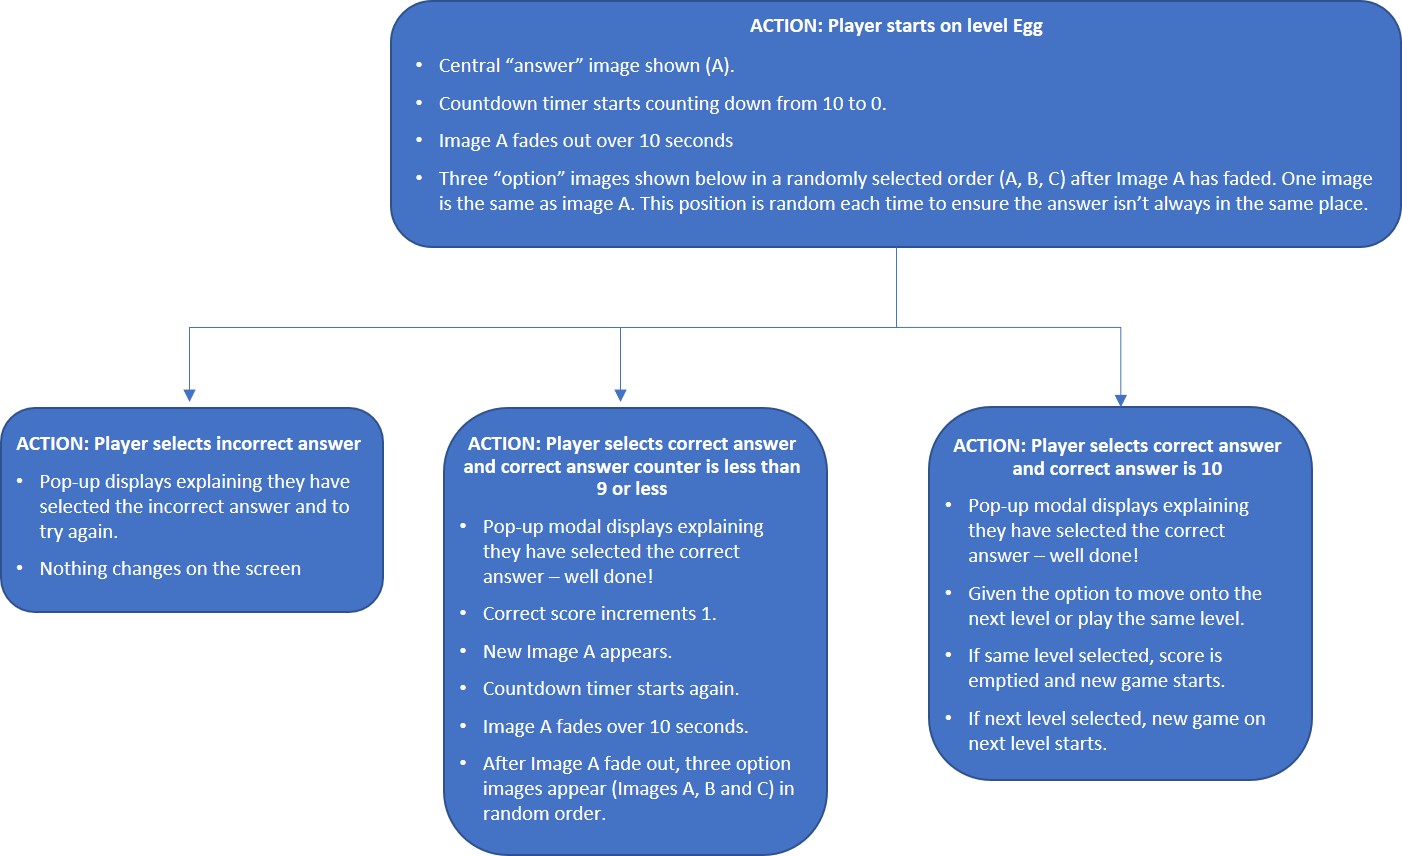 ACTION: Player starts on level Egg
• Central “answer” image shown (A).
• Countdown timer starts counting down from 10 to 0.
• Image A fades out over 10 seconds
• Three “option” images shown below in a randomly selected order (A, B, C) after Image A has faded. One image
is the same as image A. This position is random each time to ensure the answer isn’t always in the same place.
ACTION: Player selects incorrect answer
• Pop-up displays explaining they have
selected the incorrect answer and to
try again.
• Nothing changes on the screen
ACTION: Player selects correct answer
and correct answer counter is less than
9 or less
• Pop-up modal displays explaining
they have selected the correct
answer – well done!
• Correct score increments 1.
• New Image A appears.
• Countdown timer starts again.
• Image A fades over 10 seconds.
• After Image A fade out, three option
images appear (Images A, B and C) in
random order.
ACTION: Player selects correct answer
and correct answer is 10
• Pop-up modal displays explaining
they have selected the correct
answer – well done!
• Given the option to move onto the
next level or play the same level.
• If same level selected, score is
emptied and new game starts.
• If next level selected, new game on
next level starts.